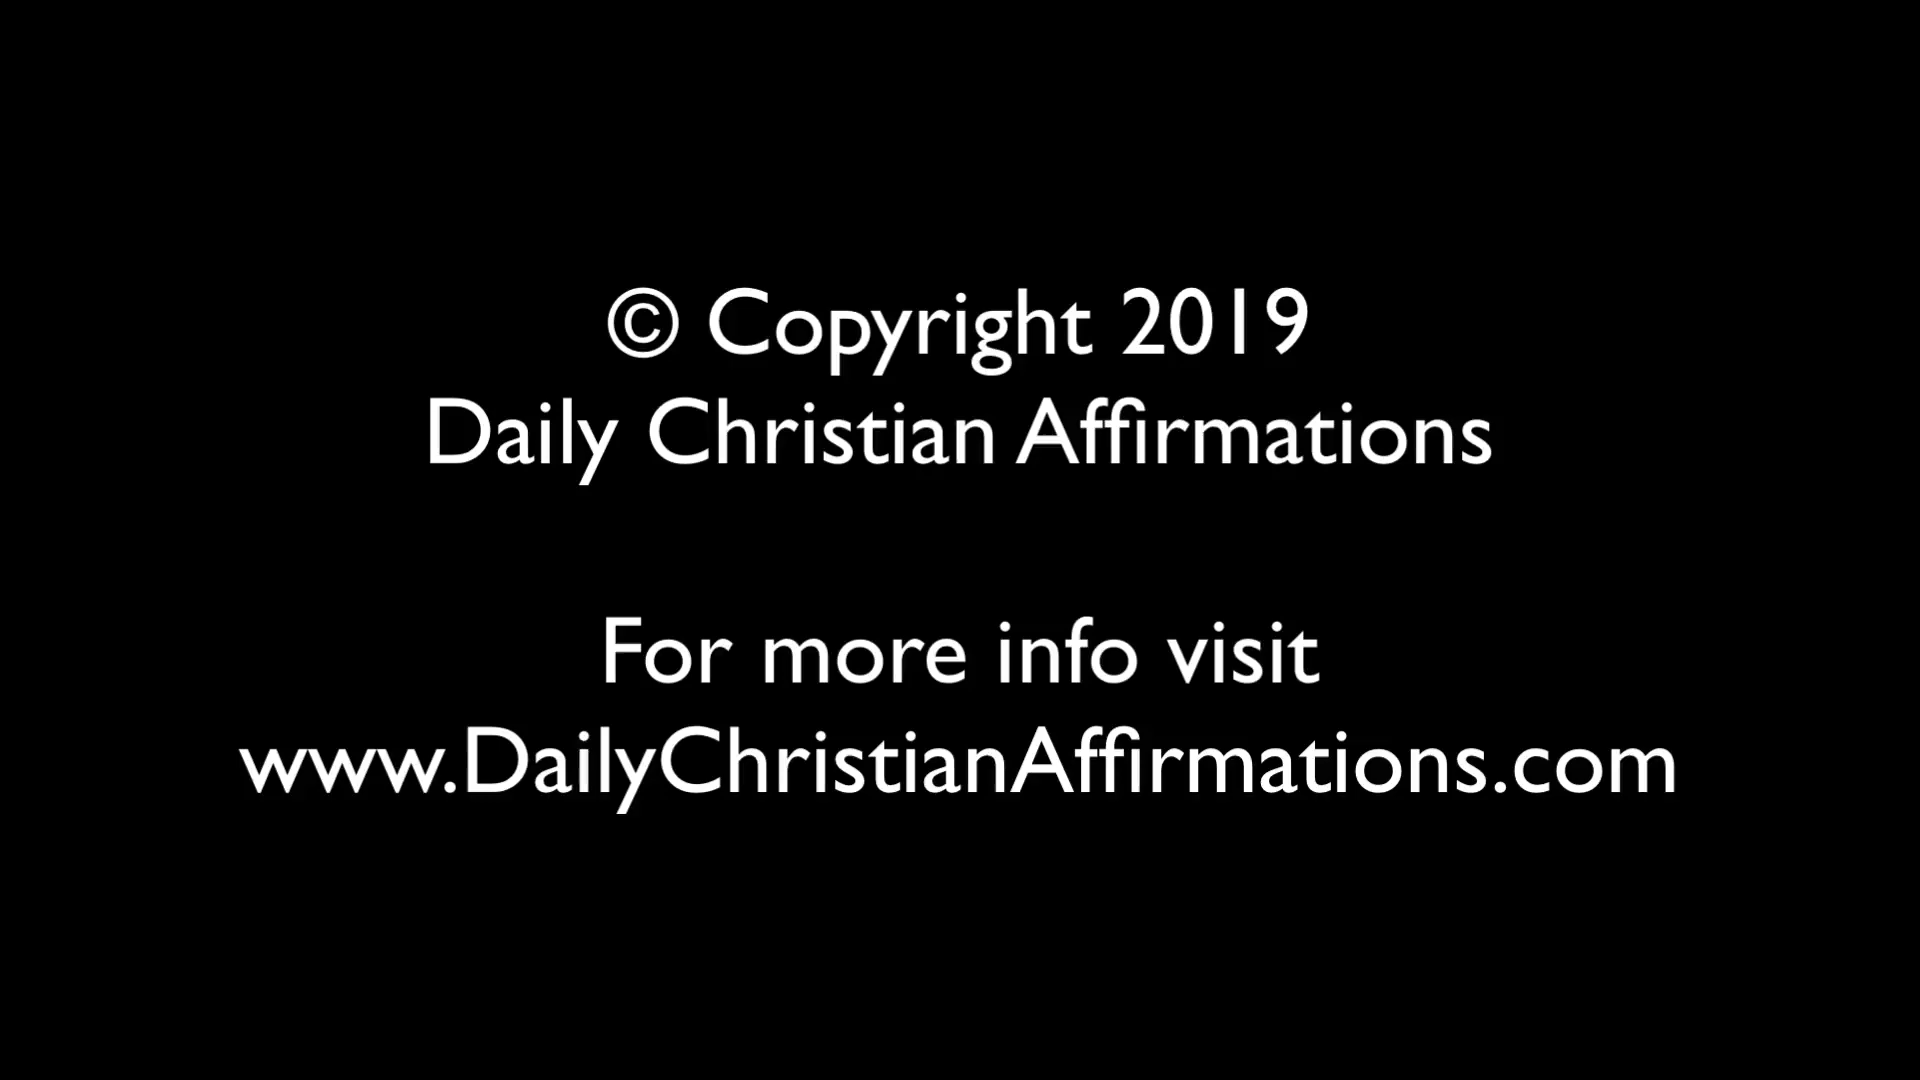 © Copyright 2019
Daily Christian Affirmations
For more info visit
www.DailyChristianAffirmations.com